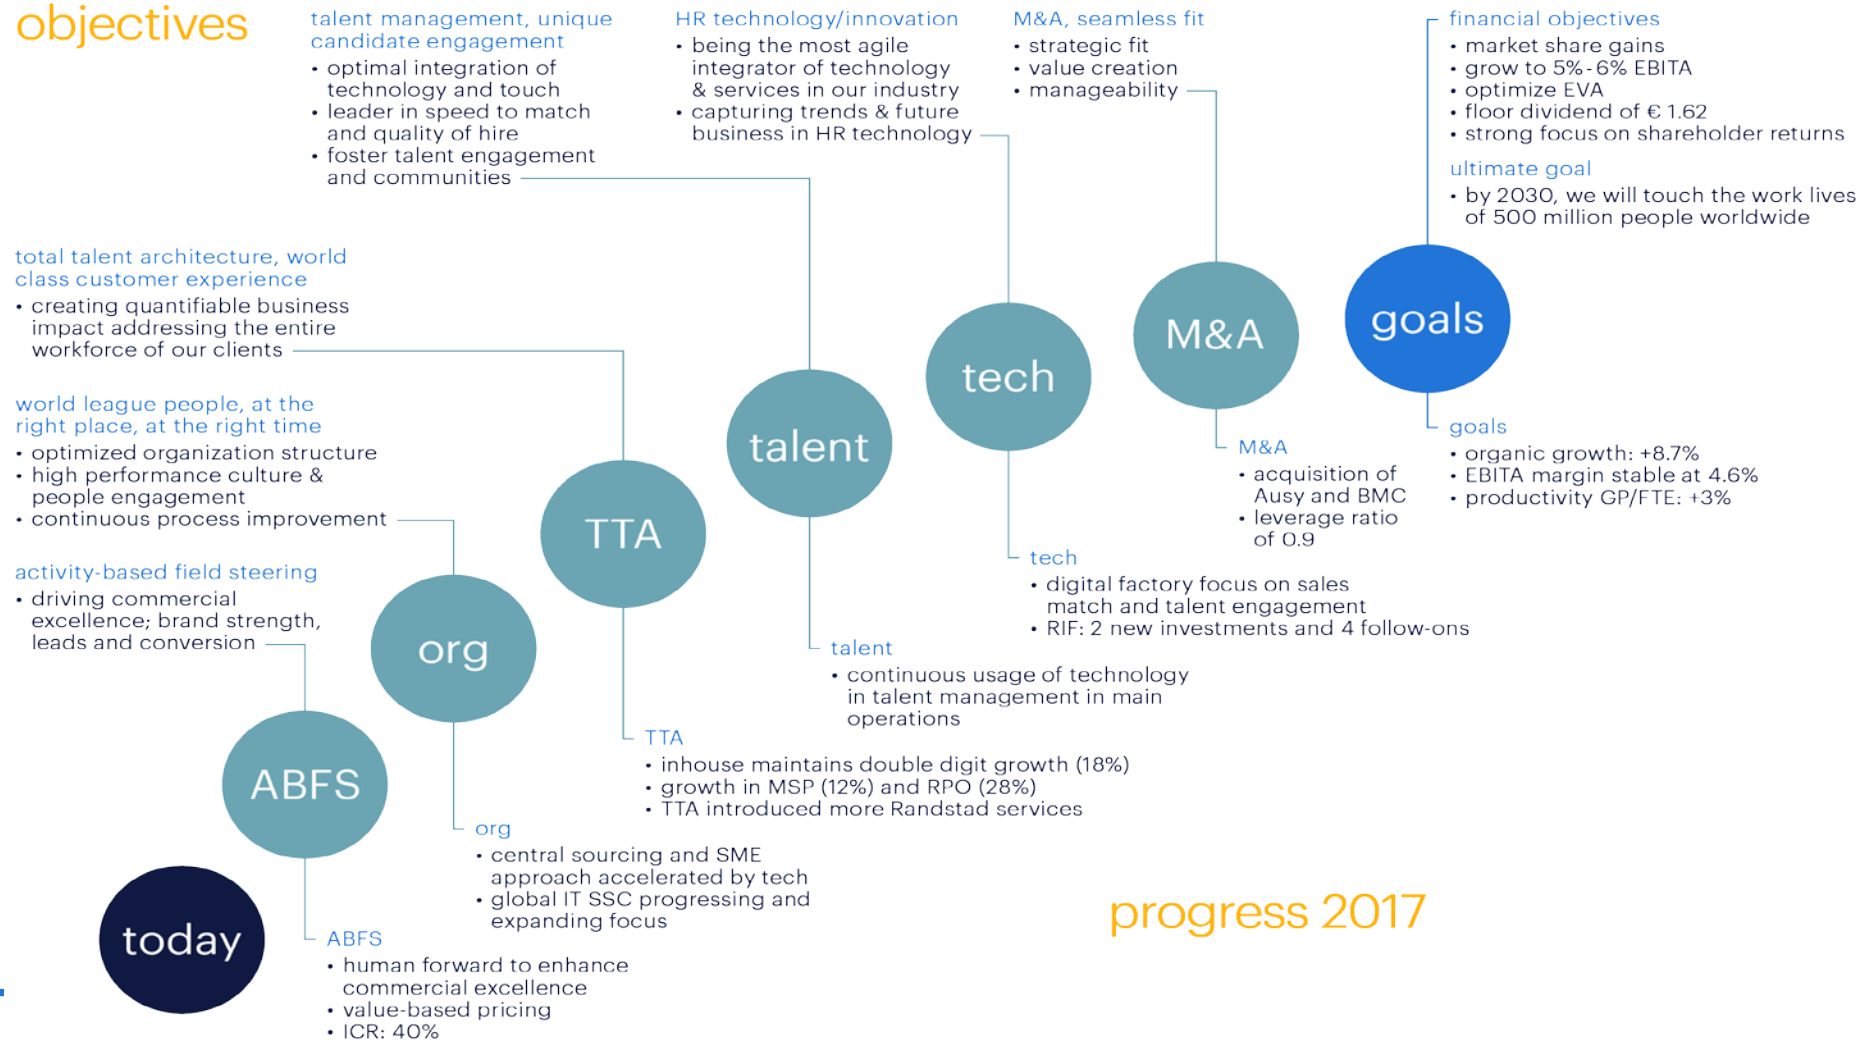 objectives
talent management, unique
candidate engagement
• optimal integration of
technology and touch
• leader in speed to match
and quality of hire
• foster talent engagement
and communities
HR technology/innovation
• being the most agile
integrator of technology
& services in our industry
• capturing trends & future
business in HR technology
M&A, seamless fit
• strategic fit
• value creation
• manageability
financial objectives
• market share gains
• grow to 5%-6% EBITA
• optimize EVA
• floor dividend of € 1.62
• strong focus on shareholder returns
ultimate goal
• by 2030, we will touch the work lives
of 500 million people worldwide
total talent architecture, world
class customer experience
• creating quantifiable business
impact addressing the entire
workforce of our clients
world league people, at the
right place, at the right time
• optimized organization structure
• high performance culture &
people engagement
• continuous process improvement
activity-based field steering
• driving commercial
excellence; brand strength,
leads and conversion
today
ABFS
org
TTA
talent
tech
M&A
goals
goals
• organic growth: +8.7%
• EBITA margin stable at 4.6%
• productivity GP/FTE: +3%
M&A
• acquisition of
Ausy and BMC
• leverage ratio
of 0.9
tech
• digital factory focus on sales
match and talent engagement
• RIF: 2 new investments and 4 follow-ons
talent
• continuous usage of technology
in talent management in main
operations
TTA
• inhouse maintains double digit growth (18%)
• growth in MSP (12%) and RPO (28%)
• TTA introduced more Randstad services
org
• central sourcing and SME
approach accelerated by tech
• global IT SSC progressing and
expanding focus
ABFS
• human forward to enhance
commercial excellence
• value-based pricing
• ICR: 40%
progress 2017